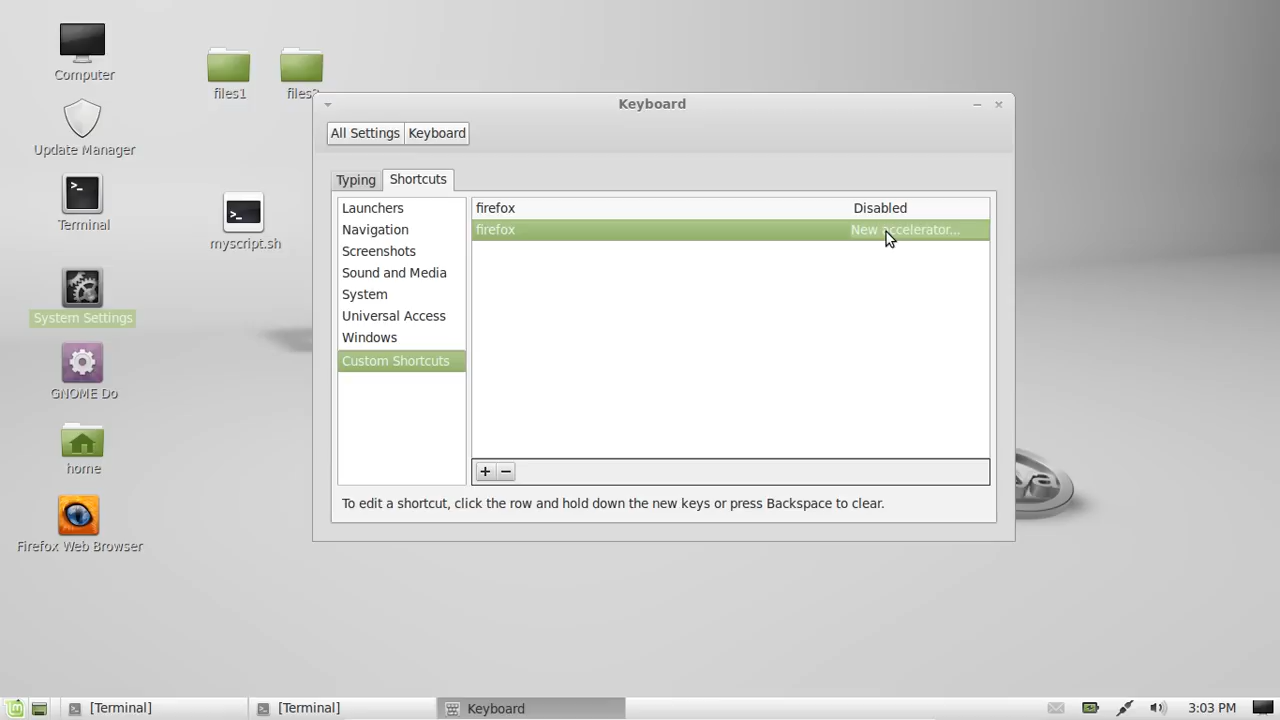 Computer
Update Manager
Terminal
System Settings
GNOME Do
home
Firefox Web Browser
files1
myscript.sh
Keyboard
All Settings
Keyboard
Typing
Shortcuts
Launchers
Navigation
Screenshots
Sound and Media
System
Universal Access
Windows
Custom Shortcuts
firefox Disabled
firefox New accelerator...
To edit a shortcut, click the row and hold down the new keys or press Backspace to clear.
[Terminal]
[Terminal]
Keyboard
3:03 PM